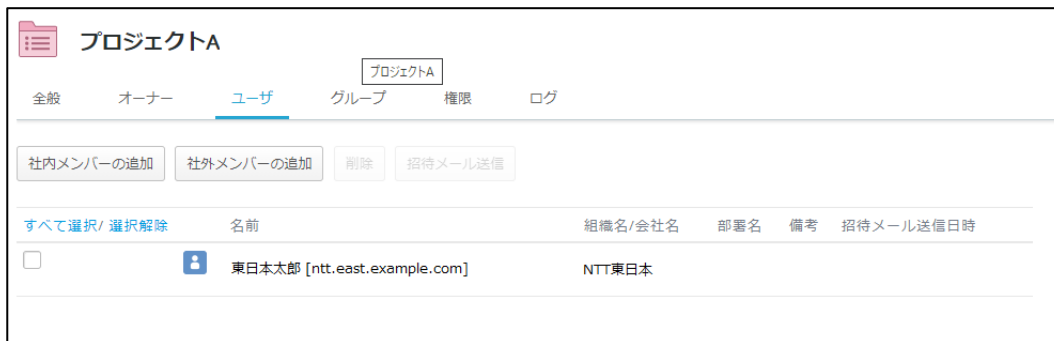 プロジェクトA
プロジェクトA
全般 オーナー ユーザ グループ 権限 ログ
社内メンバーの追加 社外メンバーの追加 削除 招待メール送信
すべて選択/ 選択解除 名前 組織名/会社名 部署名 備考 招待メール送信日時
東日本太郎 [ntt.east.example.com] NTT東日本